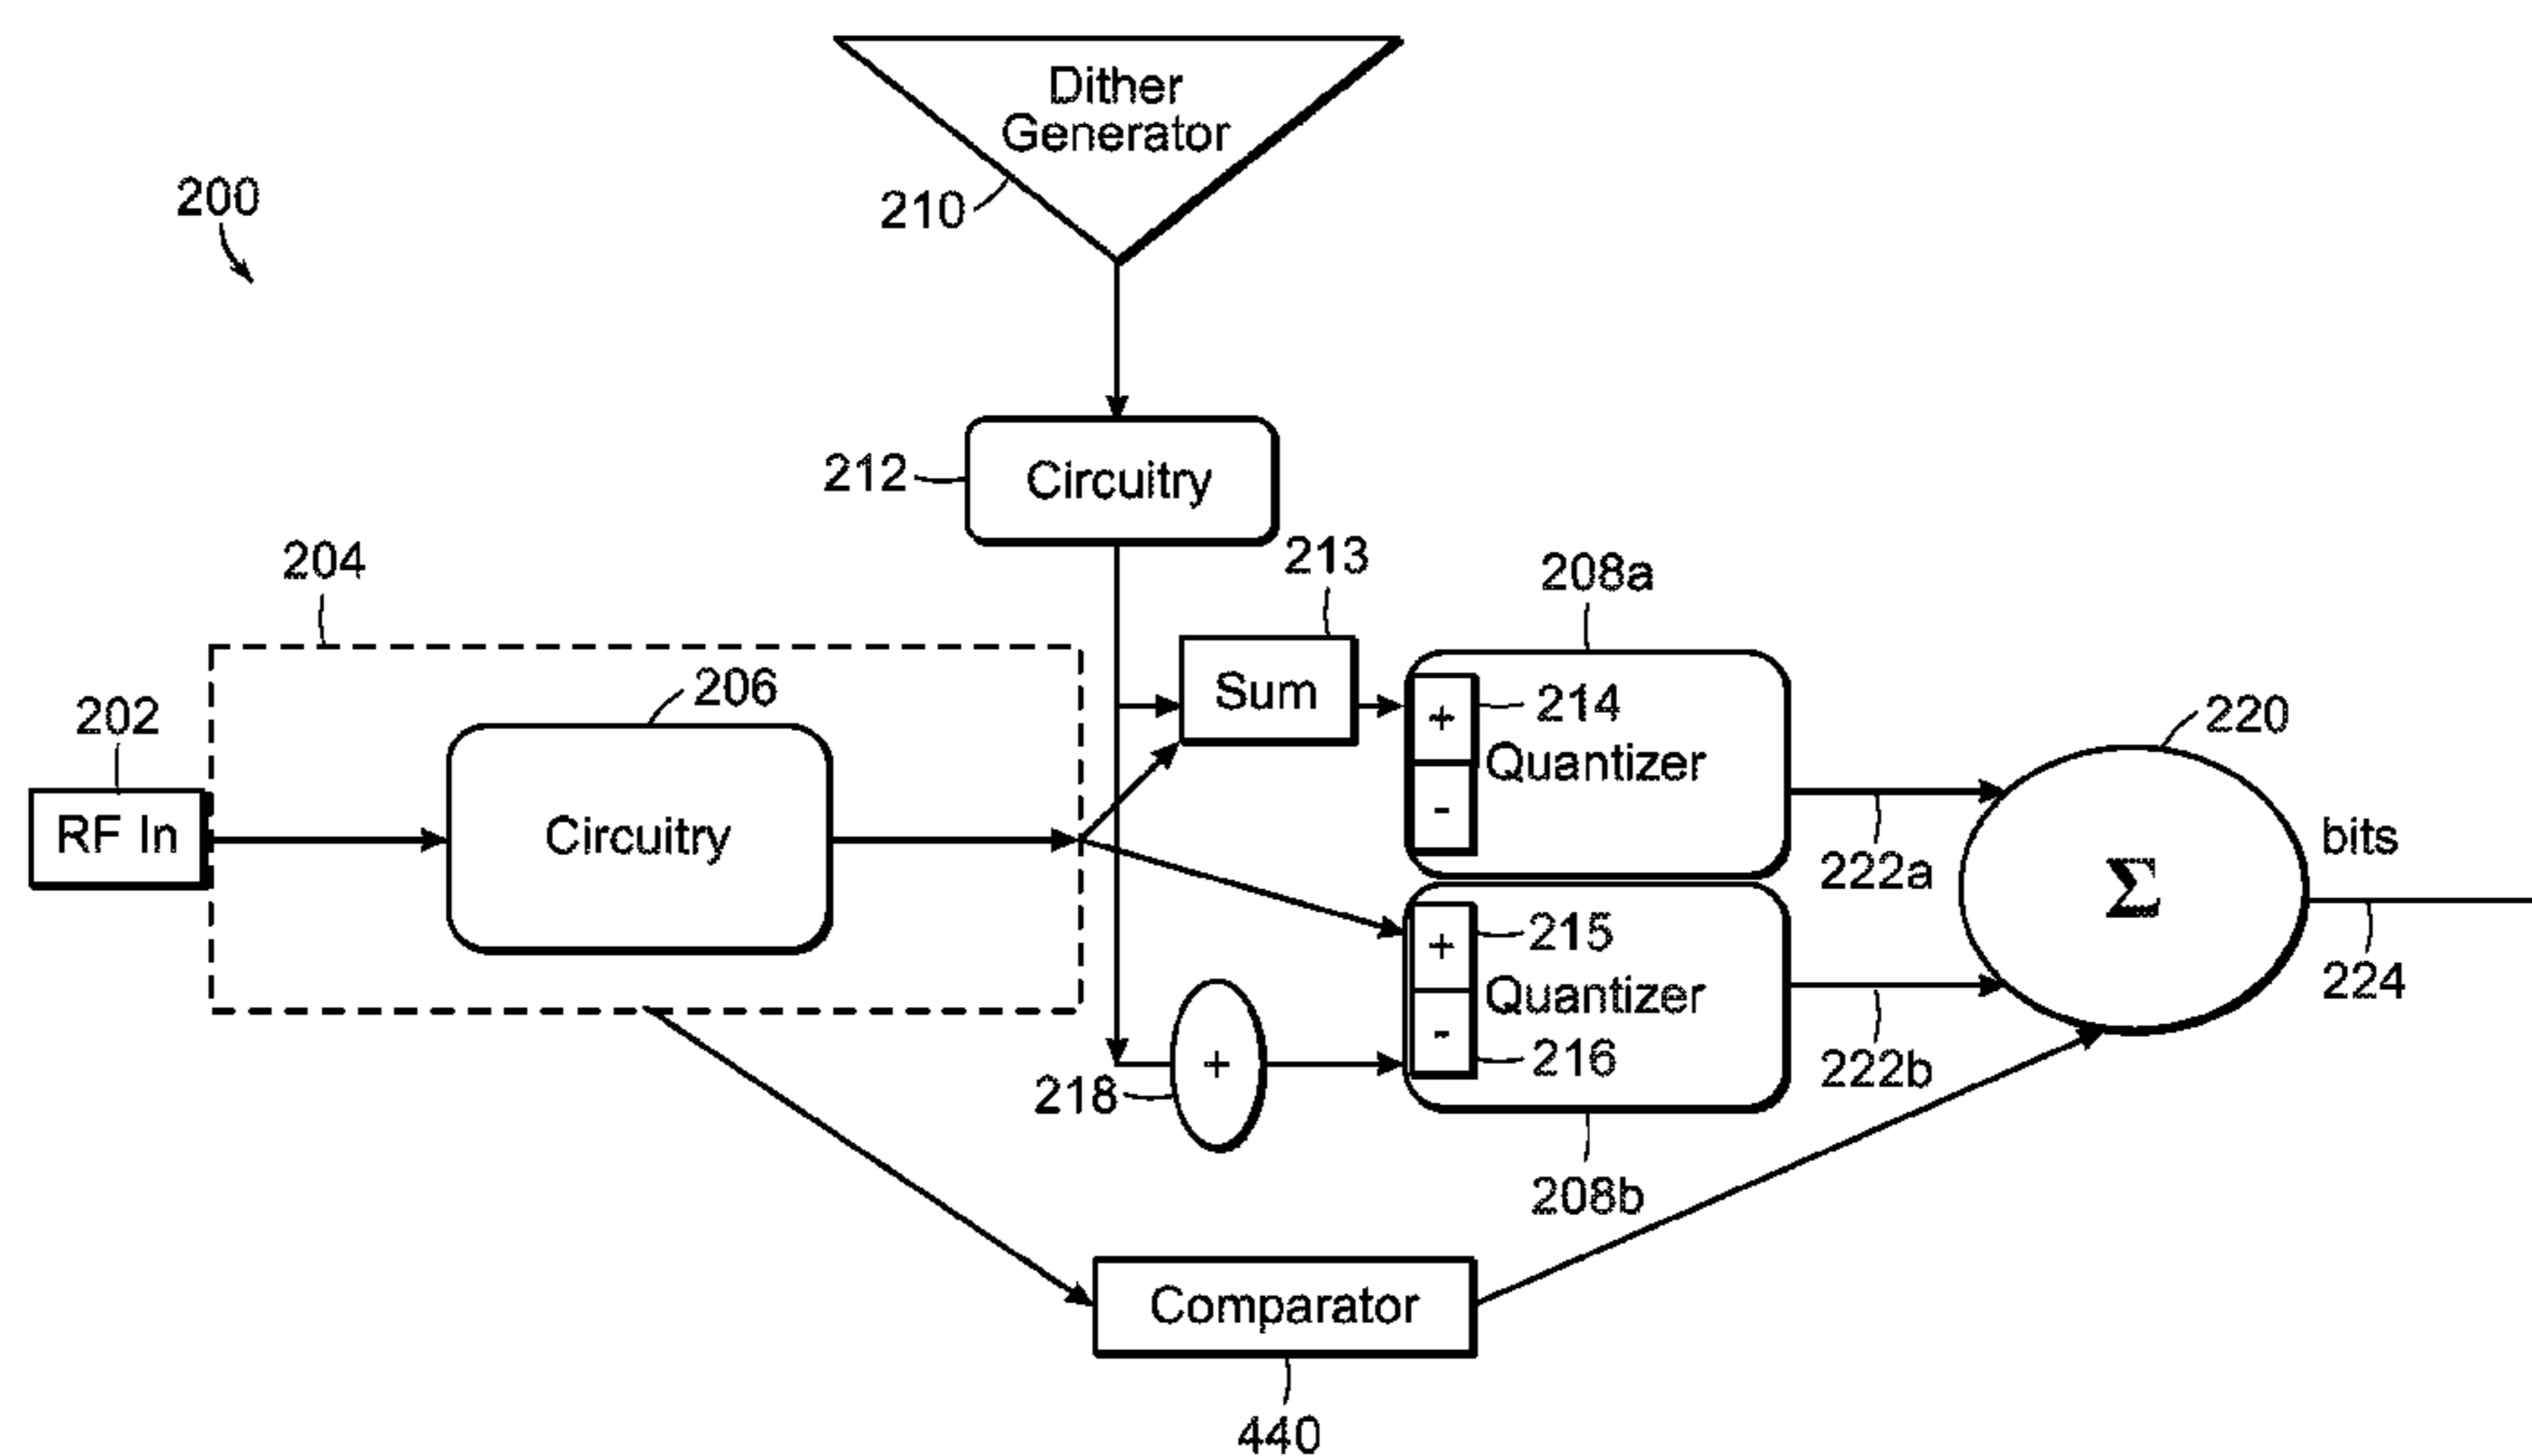 Dither
Generator
200
210
212
Circuitry
213
204
208a
206
Sum
214
202
+
220
Quantizer
RF In
Circuitry
-
bits
222a
Σ
215
+
Quantizer
224
-
216
218
+
222b
208b
Comparator
440